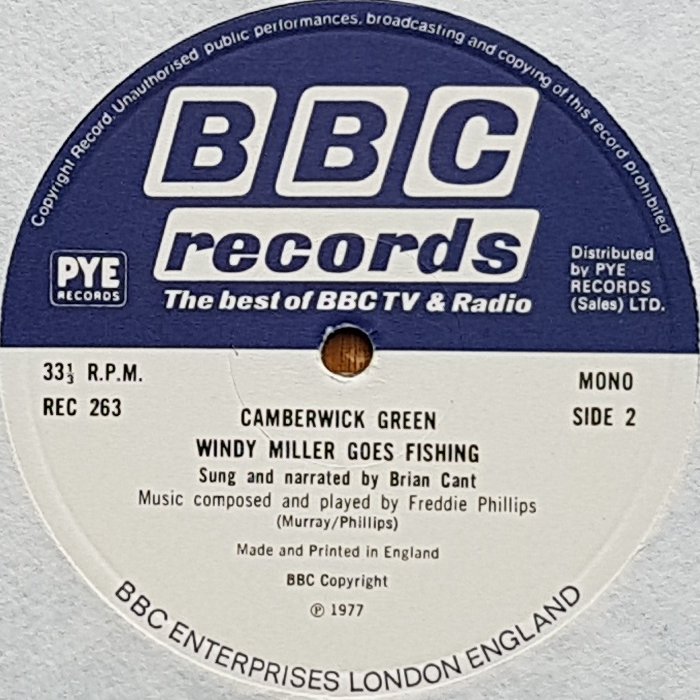 Copyright Record. Unauthorised public performances, broadcasting and copying of this record prohibited
BBC
records
The best of BBC TV & Radio
PYE
RECORDS
Distributed
by PYE
RECORDS
(Sales) LTD.
33⅓ R.P.M.
REC 263
MONO
SIDE 2
CAMBERWICK GREEN
WINDY MILLER GOES FISHING
Sung and narrated by Brian Cant
Music composed and played by Freddie Phillips
(Murray/Phillips)
Made and Printed in England
BBC Copyright
℗ 1977
BBC ENTERPRISES LONDON ENGLAND